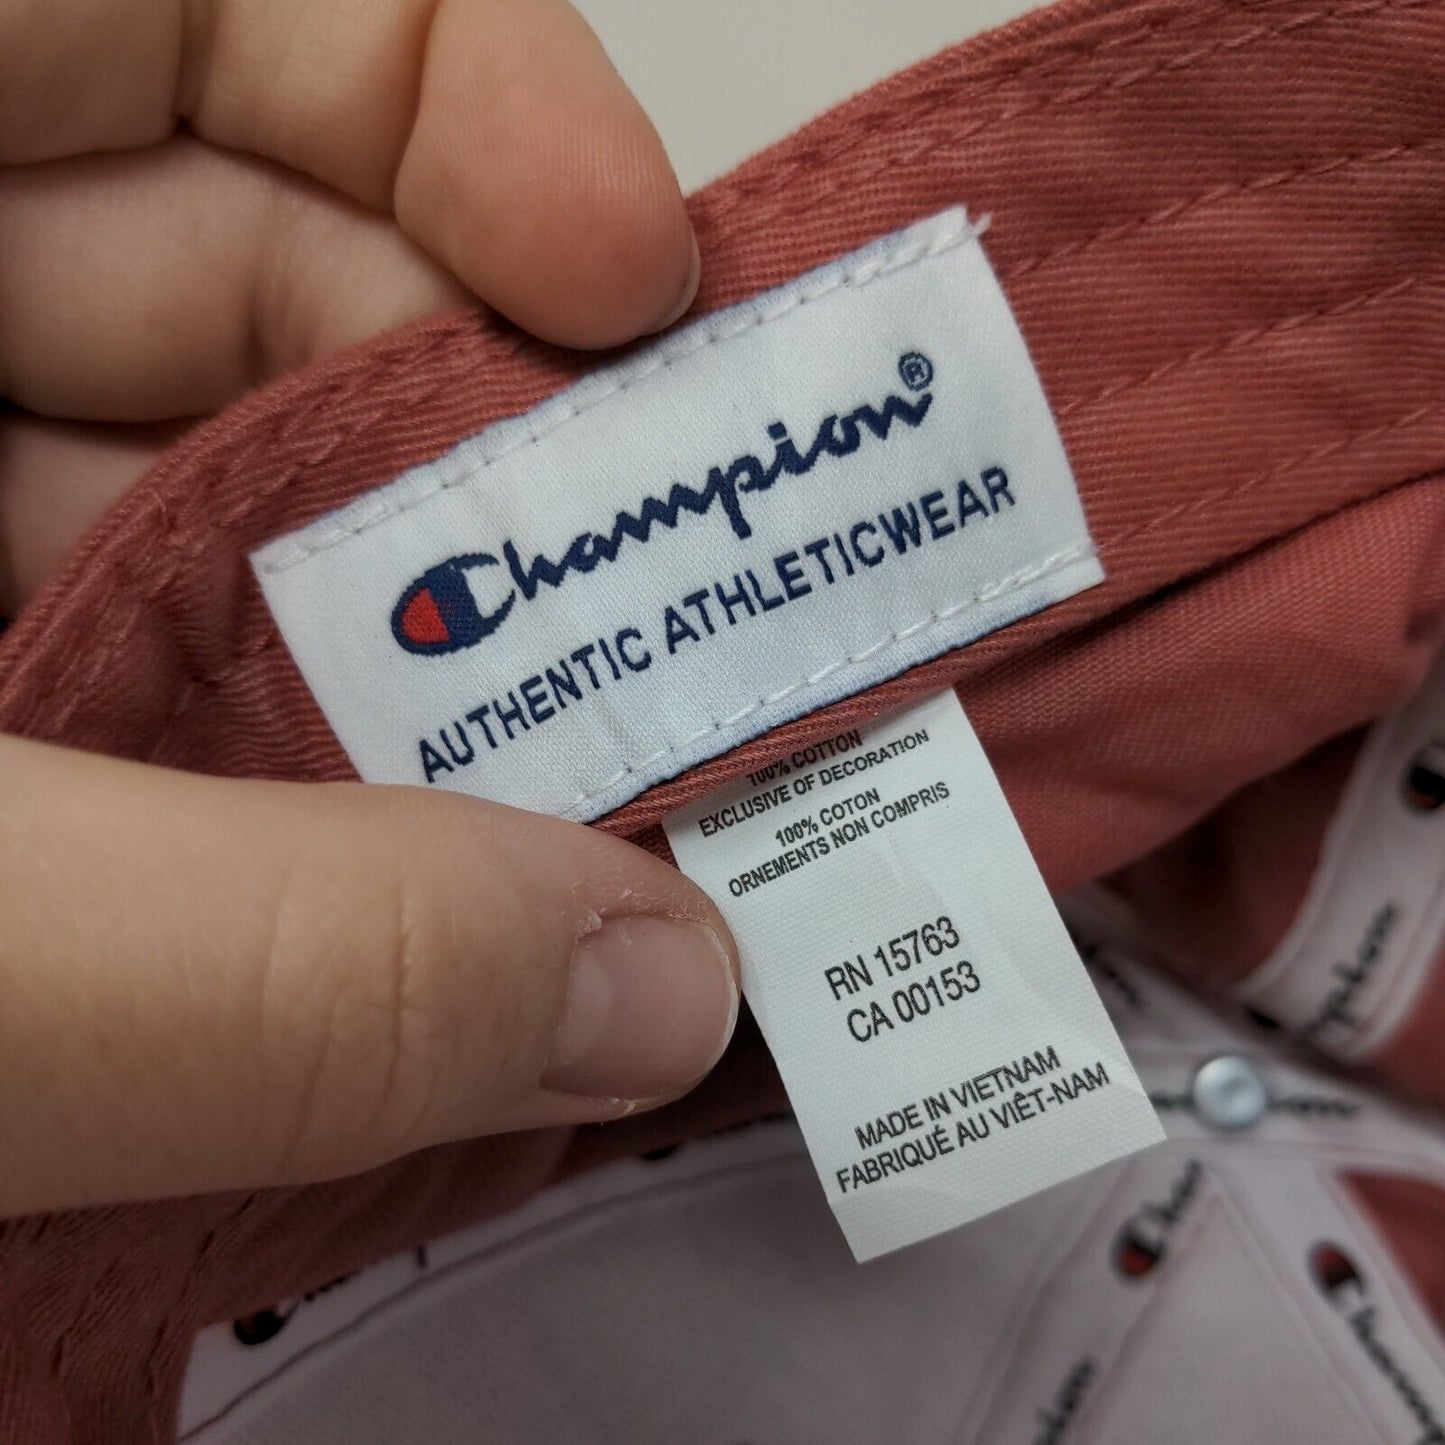 Champion®
AUTHENTIC ATHLETICWEAR
100% COTTON
EXCLUSIVE OF DECORATION
100% COTON
ORNEMENTS NON COMPRIS
RN 15763
CA 00153
MADE IN VIETNAM
FABRIQUÉ AU VIÊT-NAM